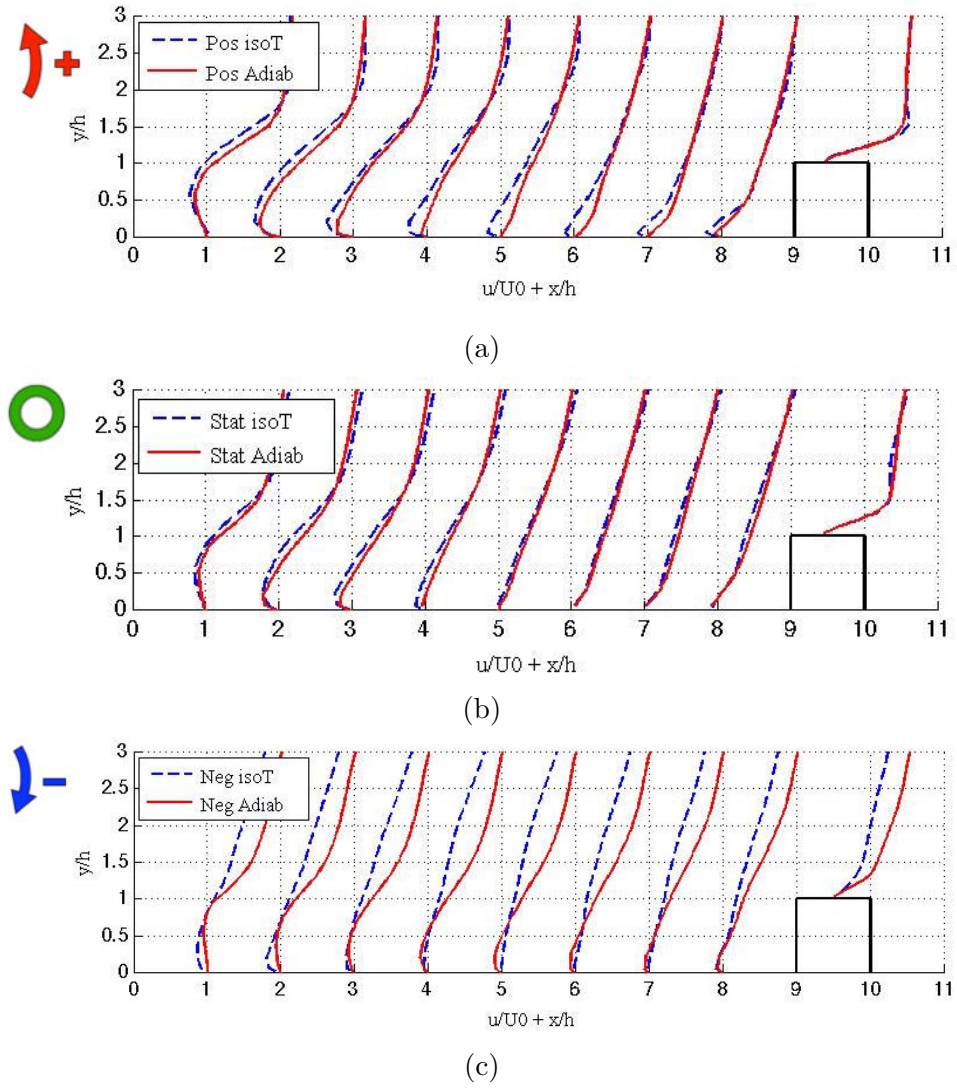 3
2.5
2
1.5
1
0.5
0
y/h
+
Pos isoT
Pos Adiab
1 2 3 4 5 6 7 8 9 10 11
u/U0 + x/h
(a)
3
2.5
2
1.5
1
0.5
0
y/h
Stat isoT
Stat Adiab
0 1 2 3 4 5 6 7 8 9 10 11
u/U0 + x/h
(b)
3
2.5
2
1.5
1
0.5
0
y/h
-
Neg isoT
Neg Adiab
0 1 2 3 4 5 6 7 8 9 10 11
u/U0 + x/h
(c)